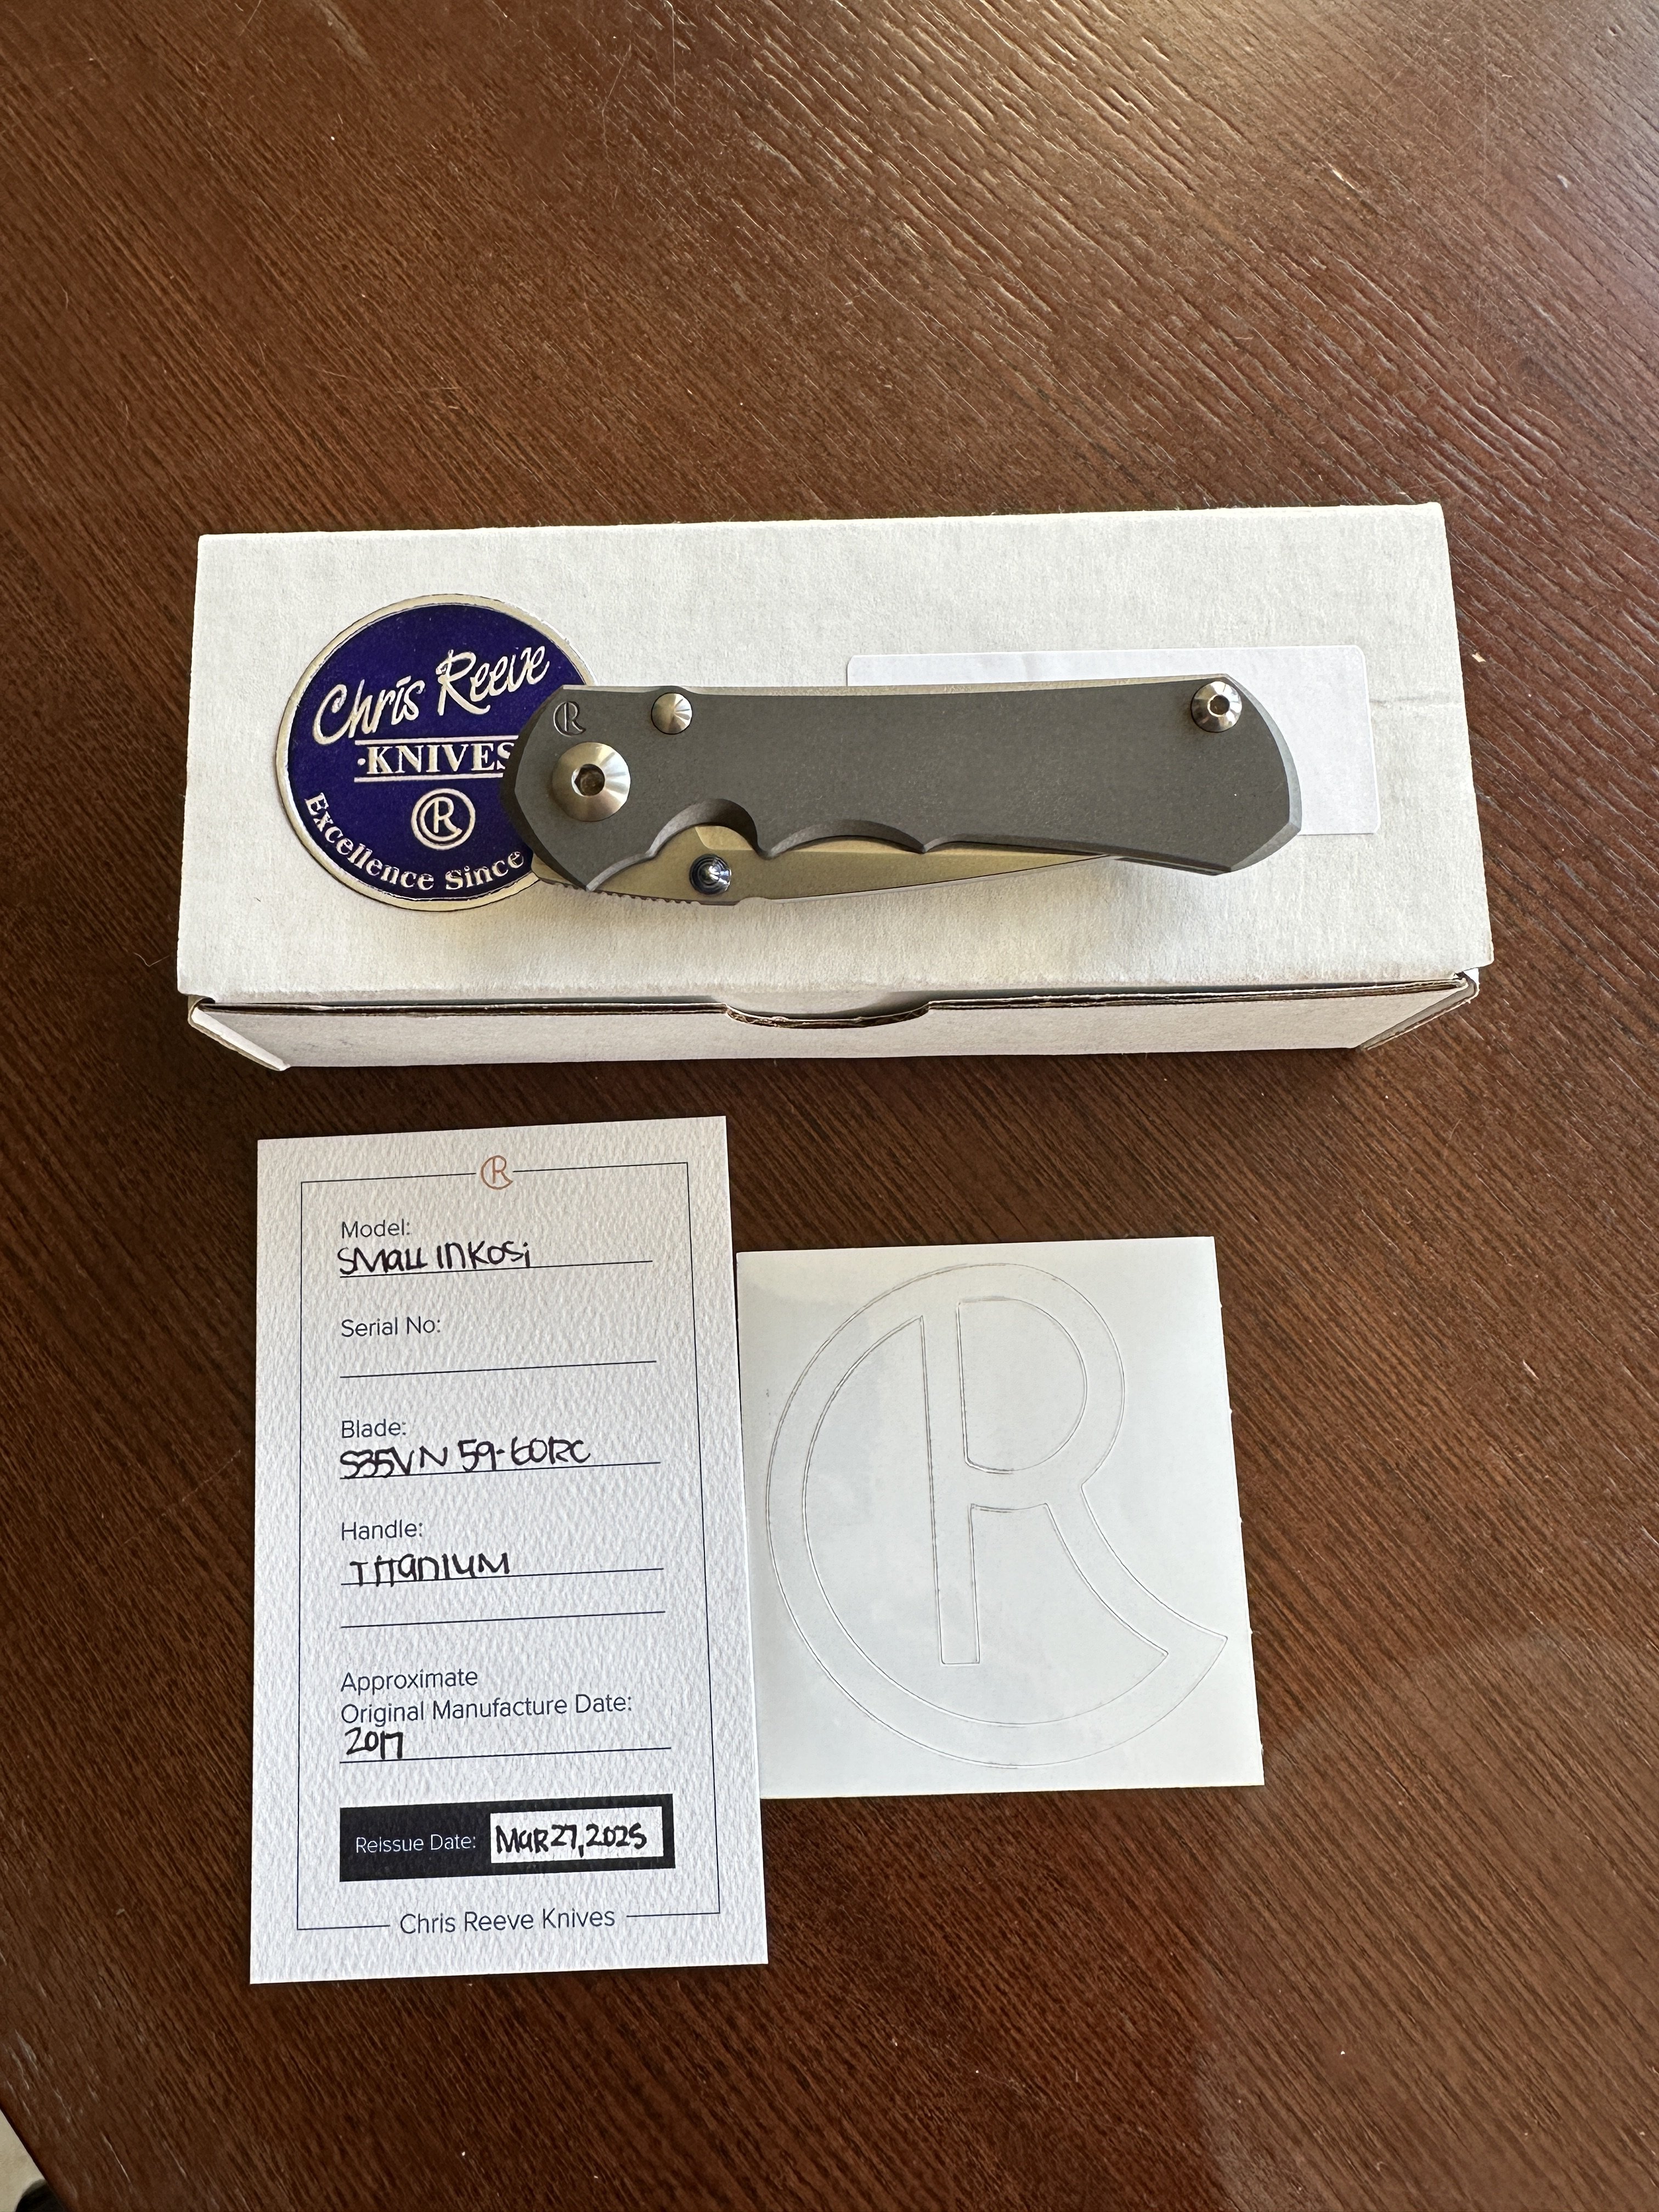 Chris Reeve
·KNIVES
Excellence Since
Model:
SMALL INKOSi
Serial No:
Blade:
S35VN 59-60RC
Handle:
TITANIUM
Approximate
Original Manufacture Date:
2017
Reissue Date: MAR 27, 2025
Chris Reeve Knives